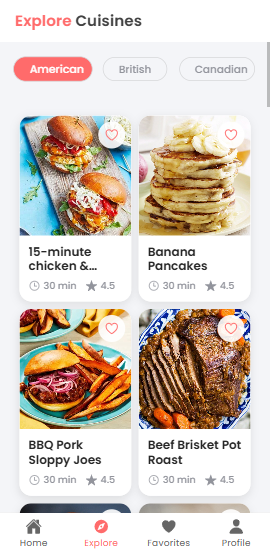 Explore Cuisines
American
British
Canadian
15-minute
chicken &...
30 min
4.5
Banana
Pancakes
30 min
4.5
BBQ Pork
Sloppy Joes
30 min
4.5
Beef Brisket Pot
Roast
30 min
4.5
Home
Explore
Favorites
Profile